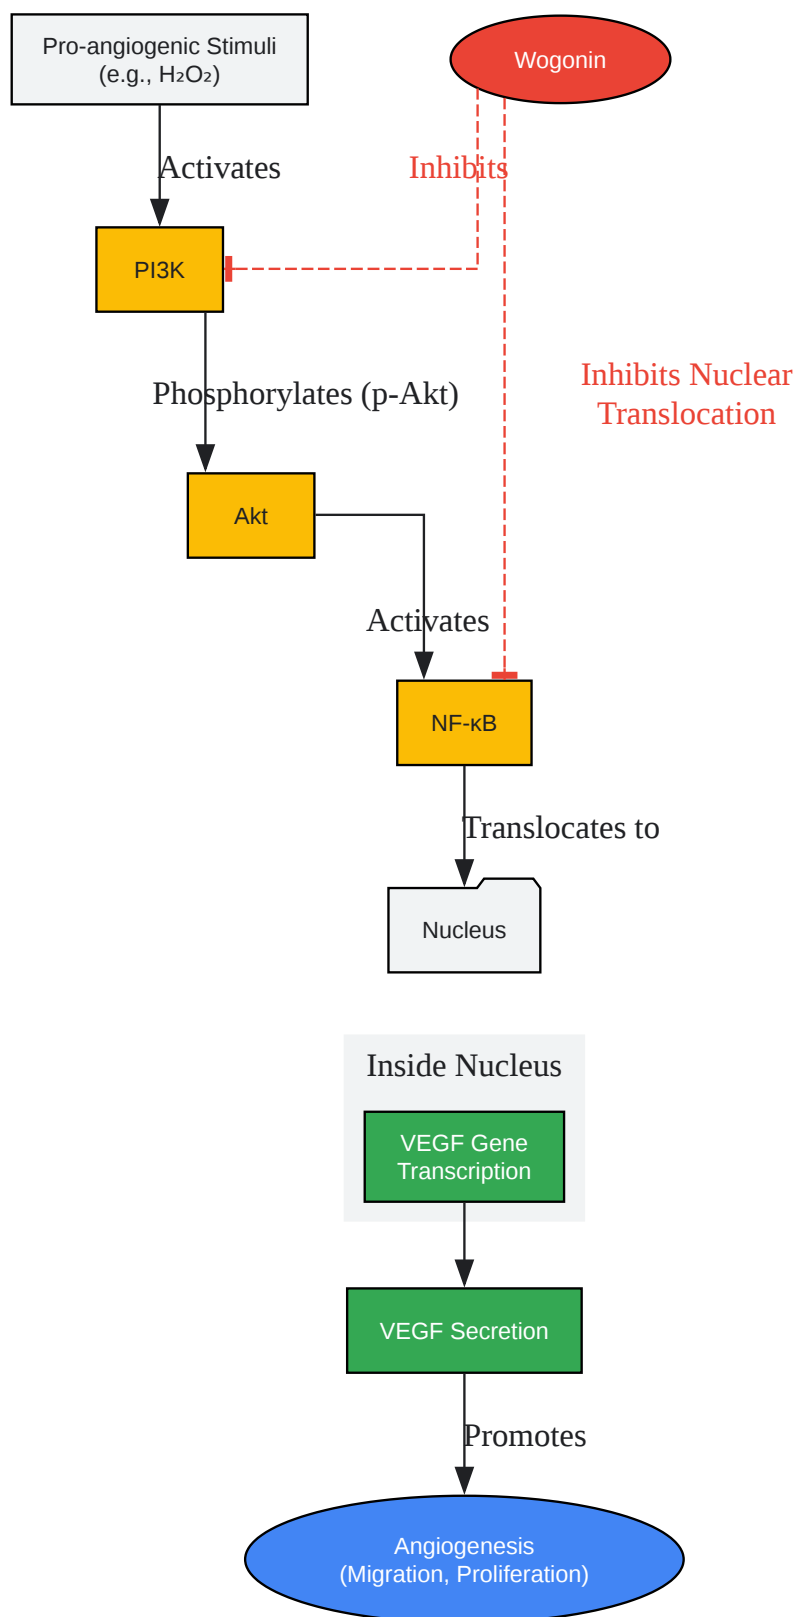 Pro-angiogenic Stimuli
(e.g., H₂O₂)
Wogonin
Activates
Inhibits
PI3K
Inhibits Nuclear
Translocation
Phosphorylates (p-Akt)
Akt
Activates
NF-κB
Translocates to
Nucleus
Inside Nucleus
VEGF Gene
Transcription
VEGF Secretion
Promotes
Angiogenesis
(Migration, Proliferation)